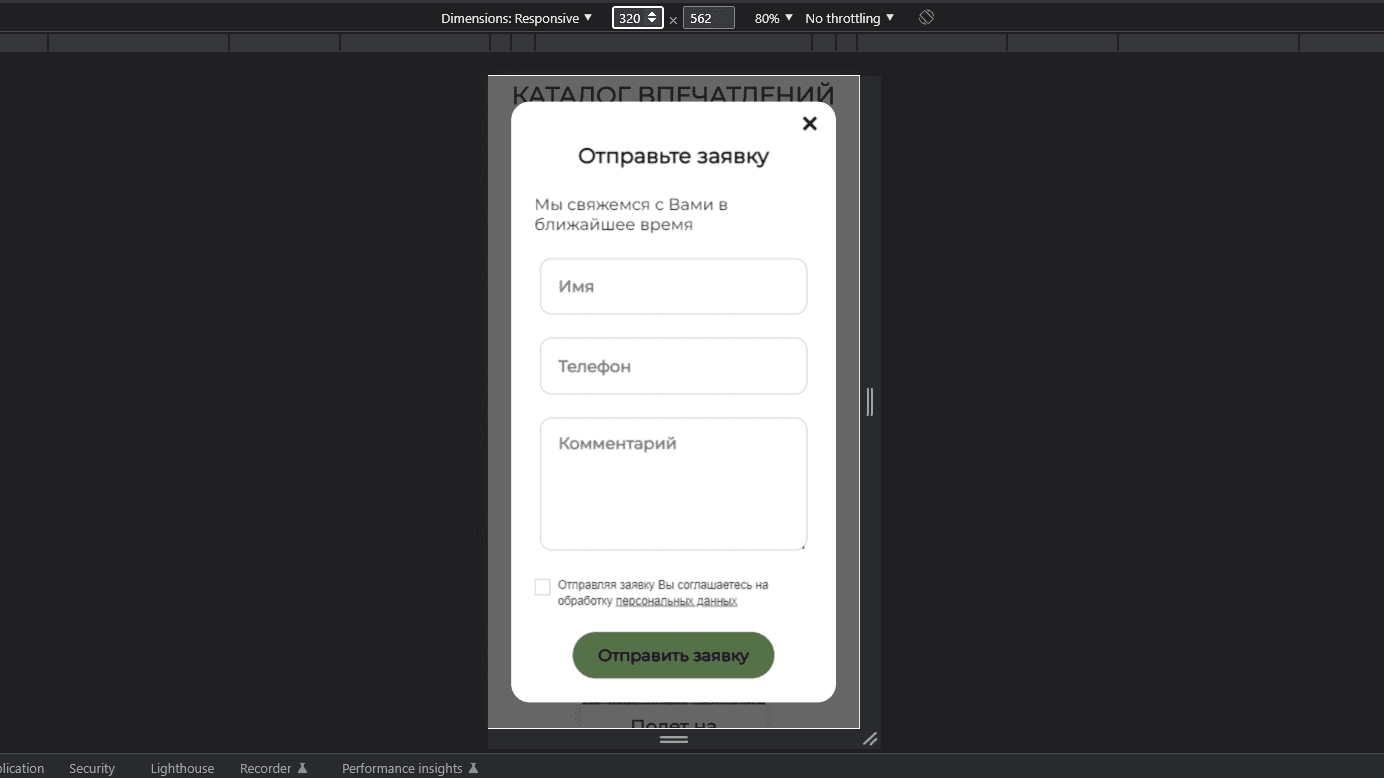 Dimensions: Responsive 320 × 562 80% No throttling
КАТАЛОГ ВПЕЧАТЛЕНИЙ
Отправьте заявку
Мы свяжемся с Вами в
ближайшее время
Имя
Телефон
Комментарий
Отправляя заявку Вы соглашаетесь на
обработку персональных данных
Отправить заявку
Полет на
plication Security Lighthouse Recorder Performance insights